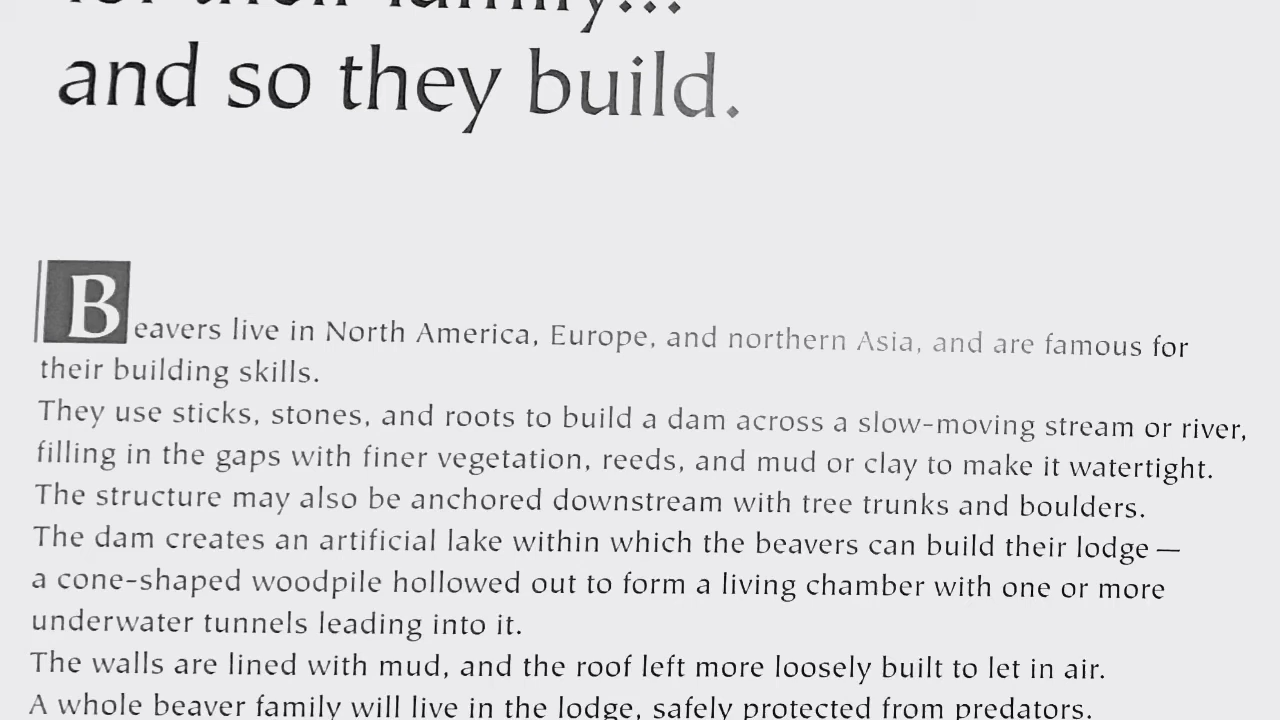 for their family...
and so they build.
Beavers live in North America, Europe, and northern Asia, and are famous for
their building skills.
They use sticks, stones, and roots to build a dam across a slow-moving stream or river,
filling in the gaps with finer vegetation, reeds, and mud or clay to make it watertight.
The structure may also be anchored downstream with tree trunks and boulders.
The dam creates an artificial lake within which the beavers can build their lodge —
a cone-shaped woodpile hollowed out to form a living chamber with one or more
underwater tunnels leading into it.
The walls are lined with mud, and the roof left more loosely built to let in air.
A whole beaver family will live in the lodge, safely protected from predators.